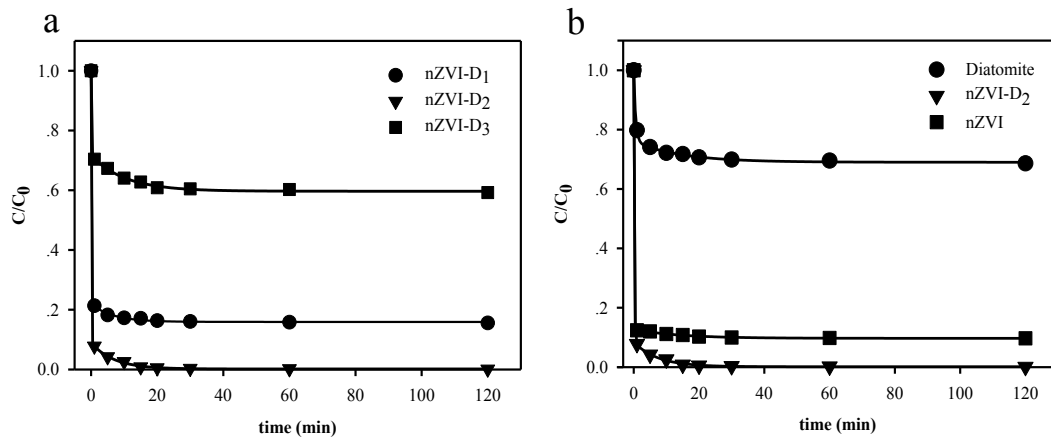 a
1.0
.8
.6
.4
.2
0.0
C/C0
0 20 40 60 80 100 120
time (min)
nZVI-D1
nZVI-D2
nZVI-D3
b
1.0
.8
.6
.4
.2
0.0
C/C0
0 20 40 60 80 100 120
time (min)
Diatomite
nZVI-D2
nZVI